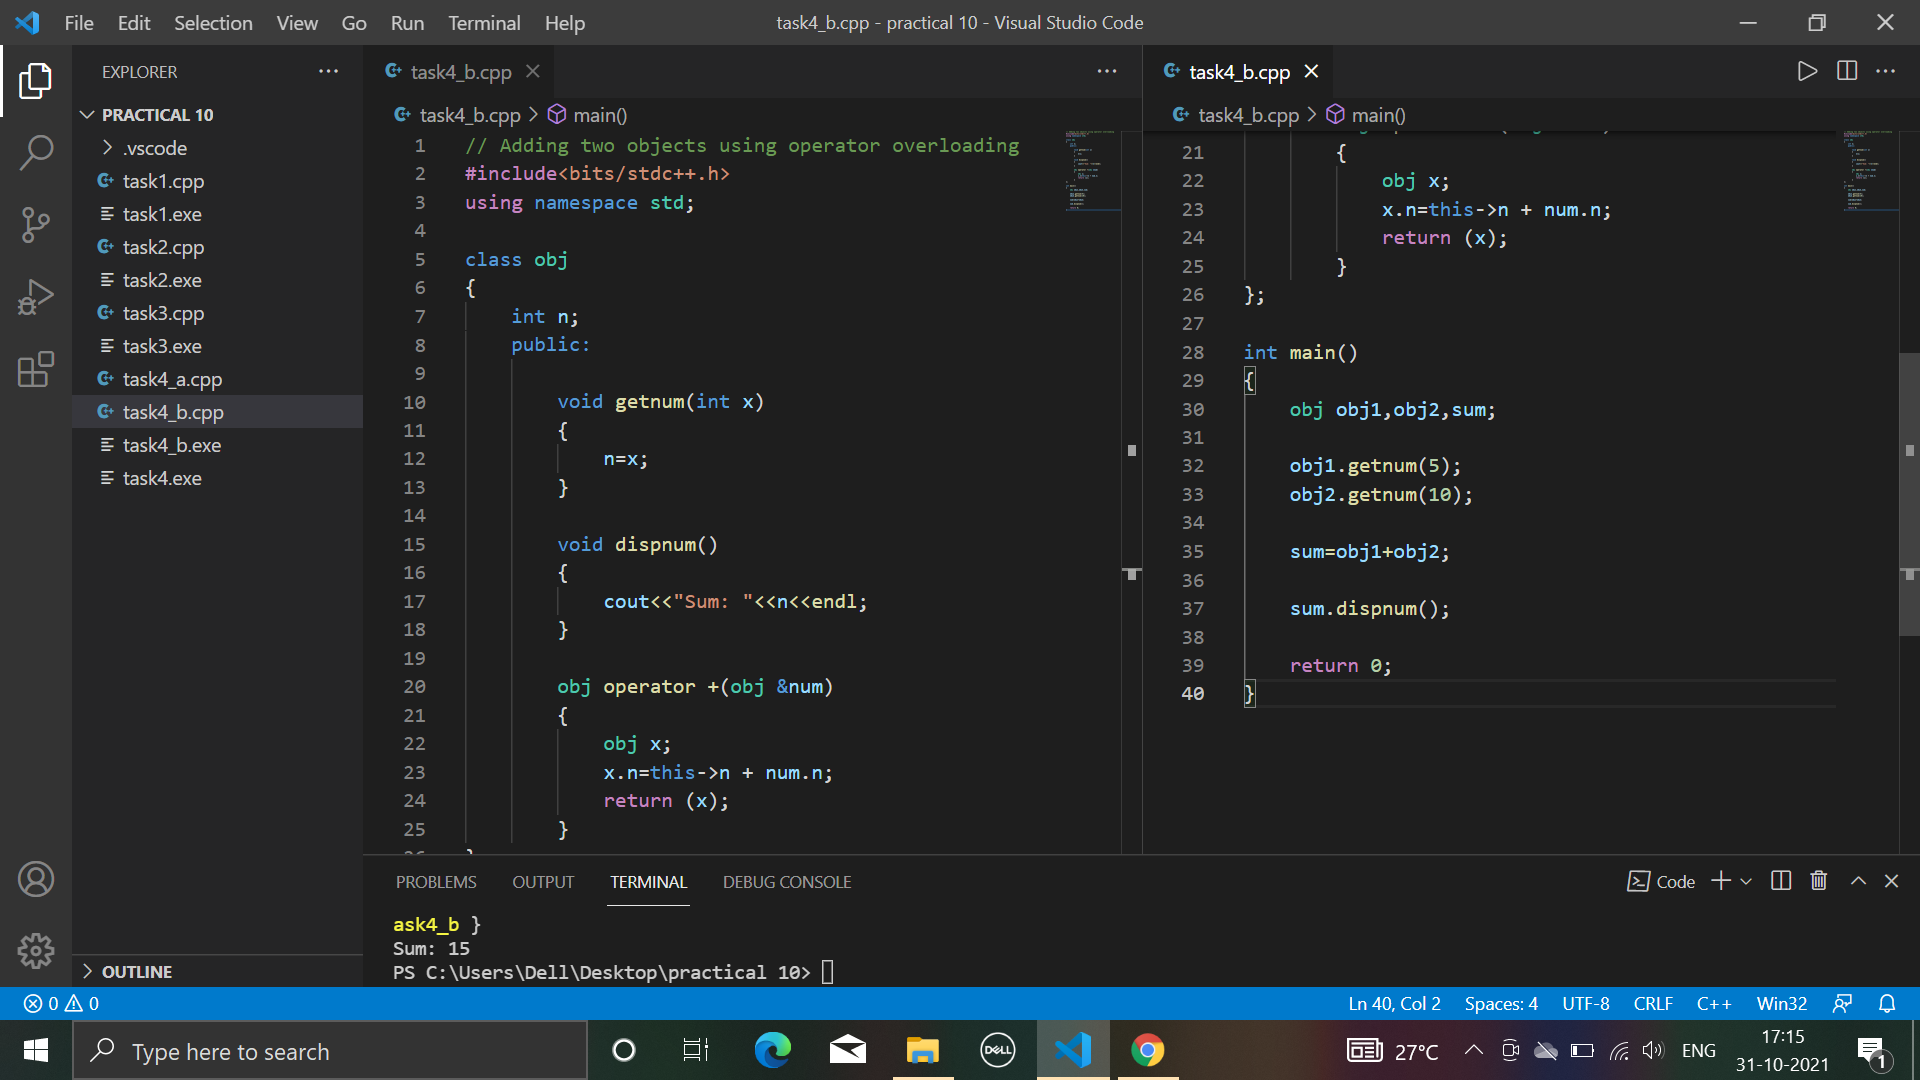 File Edit Selection View Go Run Terminal Help
task4_b.cpp - practical 10 - Visual Studio Code
EXPLORER
PRACTICAL 10
.vscode
task1.cpp
task1.exe
task2.cpp
task2.exe
task3.cpp
task3.exe
task4_a.cpp
task4_b.cpp
task4_b.exe
task4.exe
OUTLINE
task4_b.cpp
task4_b.cpp > main()
1 // Adding two objects using operator overloading
2 #include<bits/stdc++.h>
3 using namespace std;
4
5 class obj
6 {
7 int n;
8 public:
9
10 void getnum(int x)
11 {
12 n=x;
13 }
14
15 void dispnum()
16 {
17 cout<<"Sum: "<<n<<endl;
18 }
19
20 obj operator +(obj &num)
21 {
22 obj x;
23 x.n=this->n + num.n;
24 return (x);
25 }
task4_b.cpp
task4_b.cpp > main()
21 {
22 obj x;
23 x.n=this->n + num.n;
24 return (x);
25 }
26 };
27
28 int main()
29 {
30 obj obj1,obj2,sum;
31
32 obj1.getnum(5);
33 obj2.getnum(10);
34
35 sum=obj1+obj2;
36
37 sum.dispnum();
38
39 return 0;
40 }
PROBLEMS OUTPUT TERMINAL DEBUG CONSOLE
Code
ask4_b }
Sum: 15
PS C:\Users\Dell\Desktop\practical 10>
0 0
Ln 40, Col 2 Spaces: 4 UTF-8 CRLF C++ Win32
Type here to search
DELL
27°C
ENG
17:15
31-10-2021
1